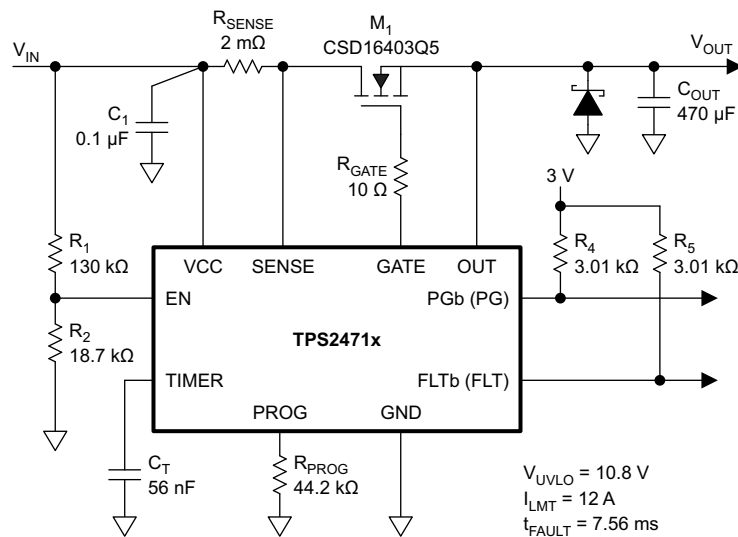 R_SENSE
2 mΩ
M_1
CSD16403Q5
V_IN
V_OUT
C_1
0.1 µF
C_OUT
470 µF
R_GATE
10 Ω
3 V
R_1
130 kΩ
R_4
3.01 kΩ
R_5
3.01 kΩ
VCC
SENSE
GATE
OUT
EN
PGb (PG)
R_2
18.7 kΩ
TPS2471x
TIMER
FLTb (FLT)
PROG
GND
C_T
56 nF
R_PROG
44.2 kΩ
V_UVLO = 10.8 V
I_LMT = 12 A
t_FAULT = 7.56 ms